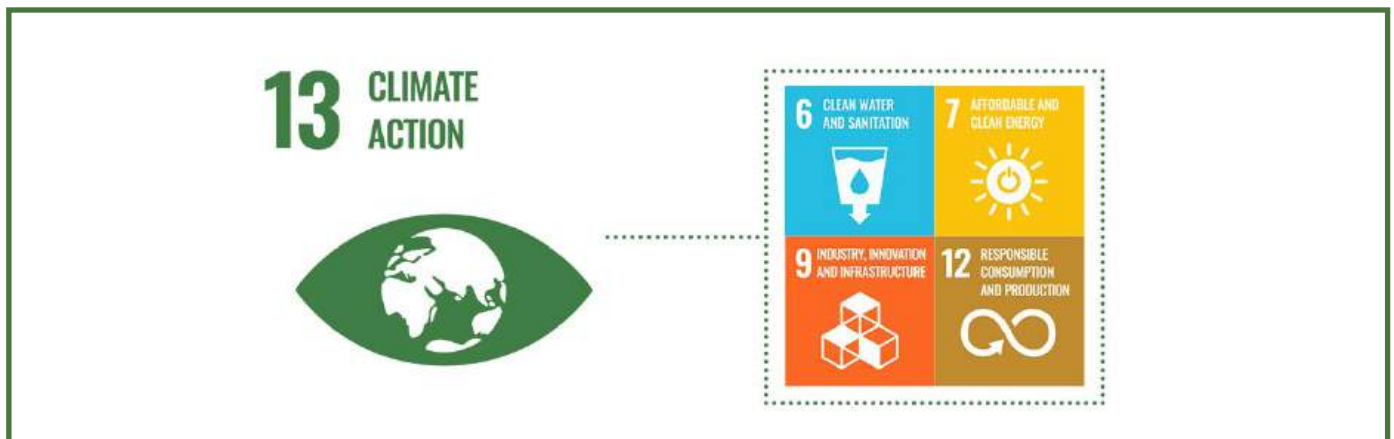 13 CLIMATE
ACTION
6 CLEAN WATER
AND SANITATION
7 AFFORDABLE AND
CLEAN ENERGY
9 INDUSTRY, INNOVATION
AND INFRASTRUCTURE
12 RESPONSIBLE
CONSUMPTION
AND PRODUCTION